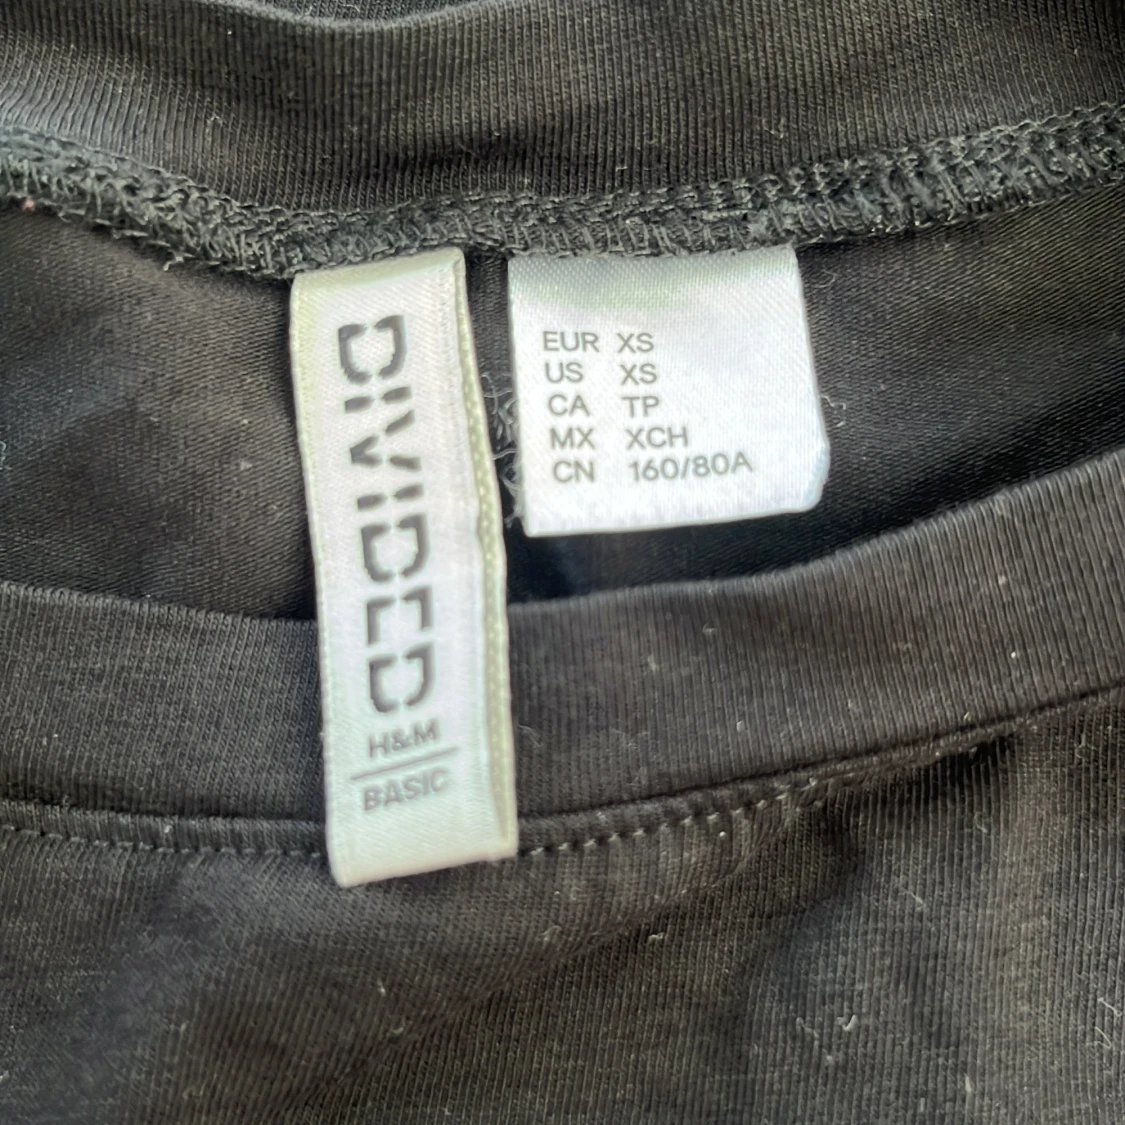 DIVIDED
H&M
BASIC
EUR XS
US XS
CA TP
MX XCH
CN 160/80A